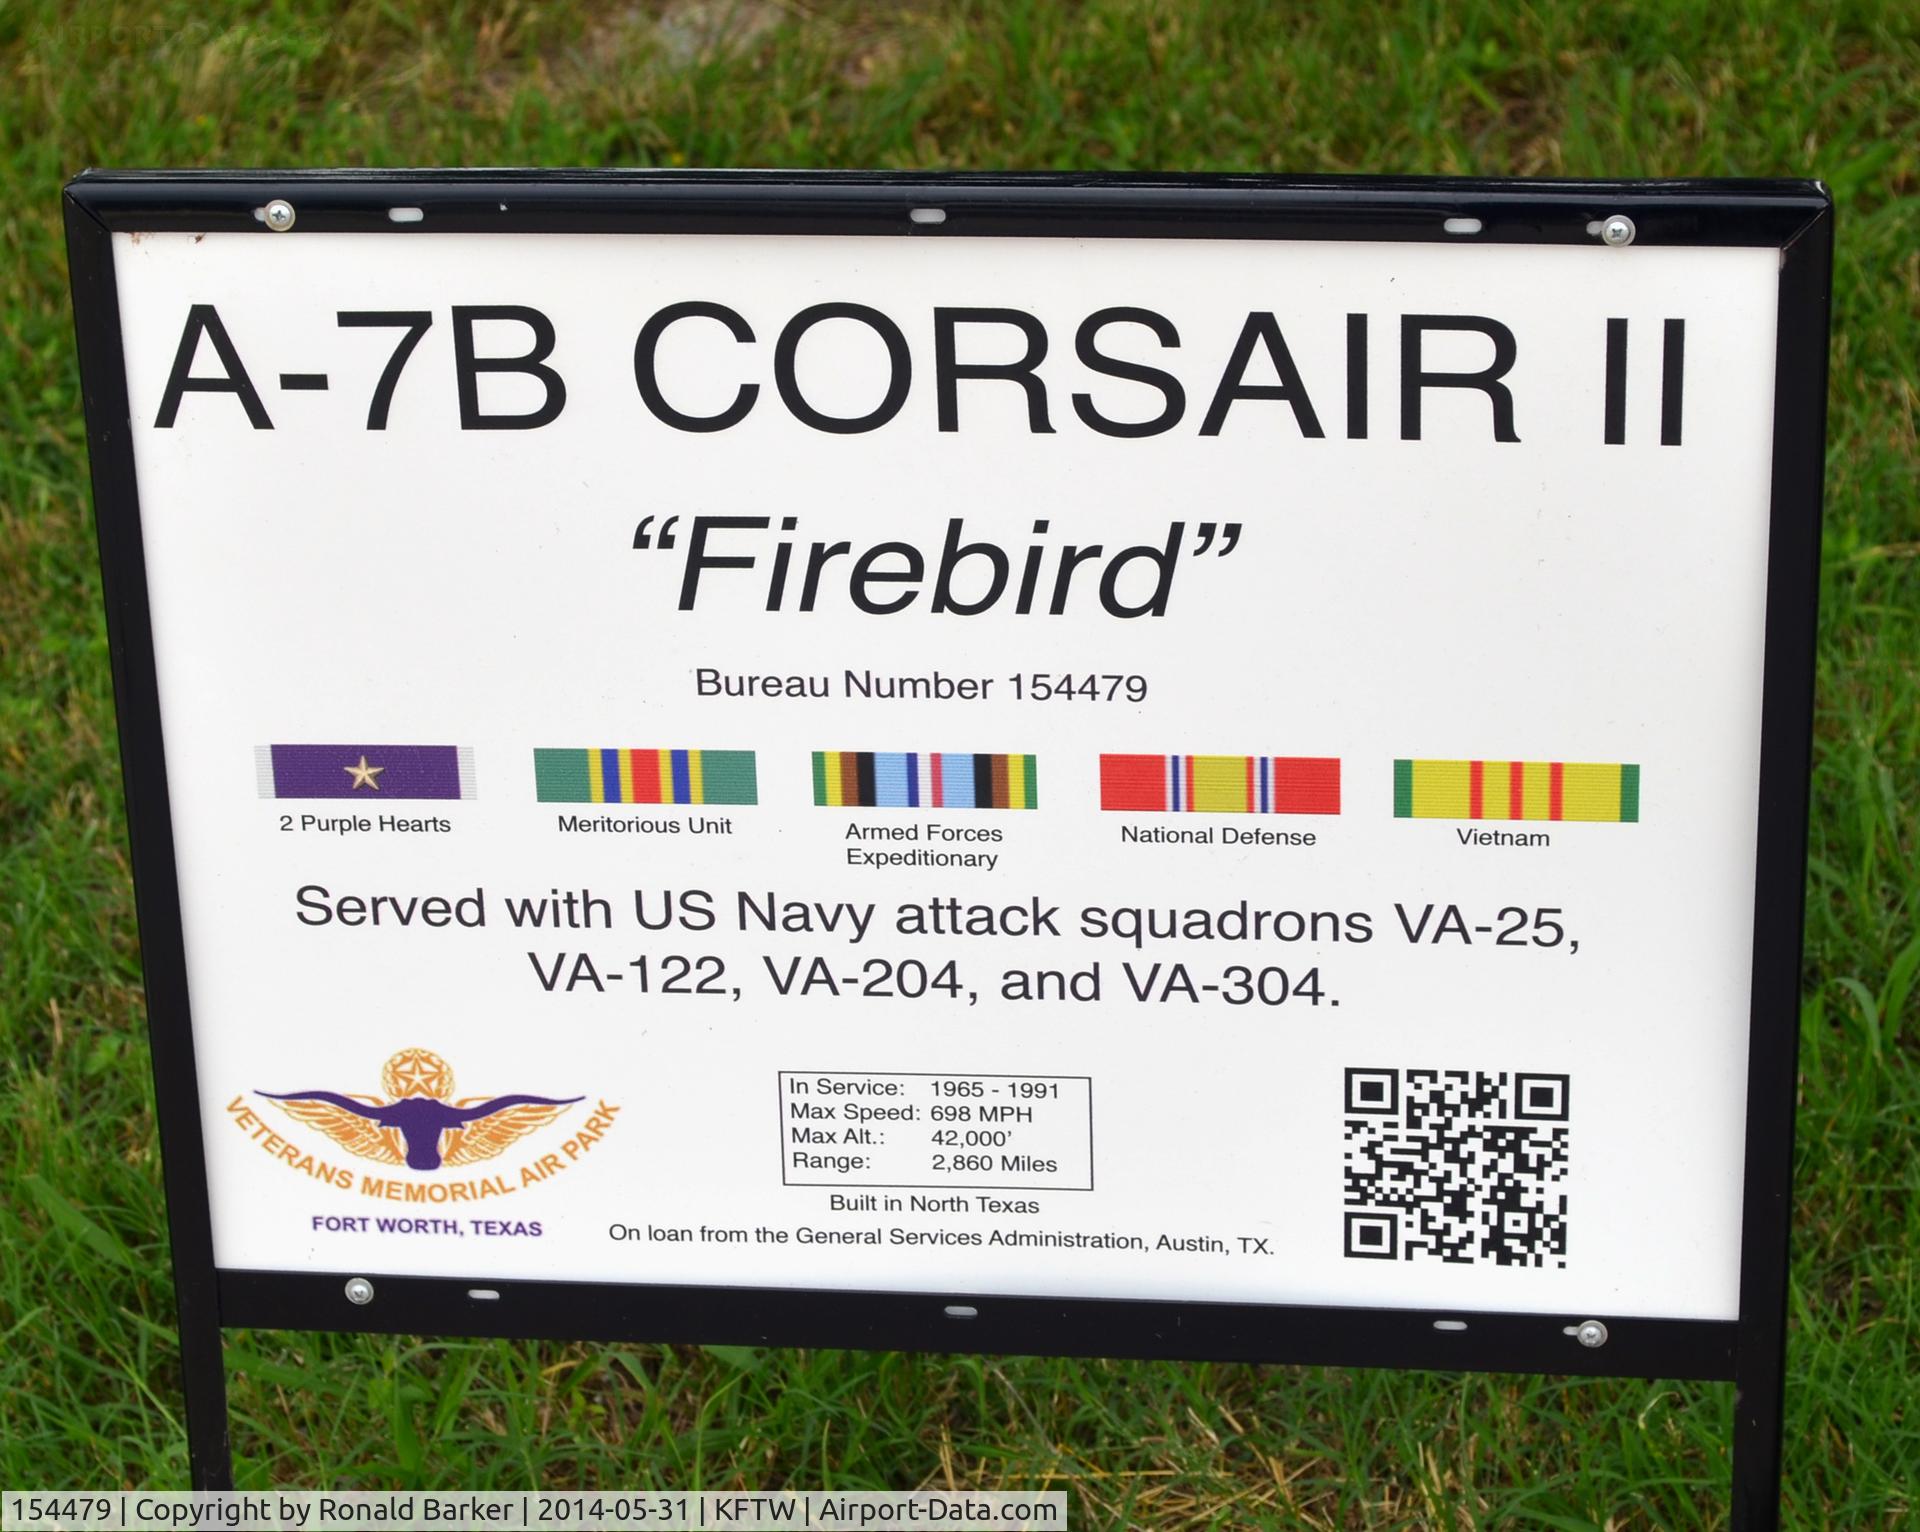 AIRPORT-DATA.COM
A-7B CORSAIR II
“Firebird”
Bureau Number 154479
2 Purple Hearts
Meritorious Unit
Armed Forces
Expeditionary
National Defense
Vietnam
Served with US Navy attack squadrons VA-25,
VA-122, VA-204, and VA-304.
VETERANS MEMORIAL AIR PARK
FORT WORTH, TEXAS
In Service: 1965 - 1991
Max Speed: 698 MPH
Max Alt.: 42,000’
Range: 2,860 Miles
Built in North Texas
On loan from the General Services Administration, Austin, TX.
154479 | Copyright by Ronald Barker | 2014-05-31 | KFTW | Airport-Data.com